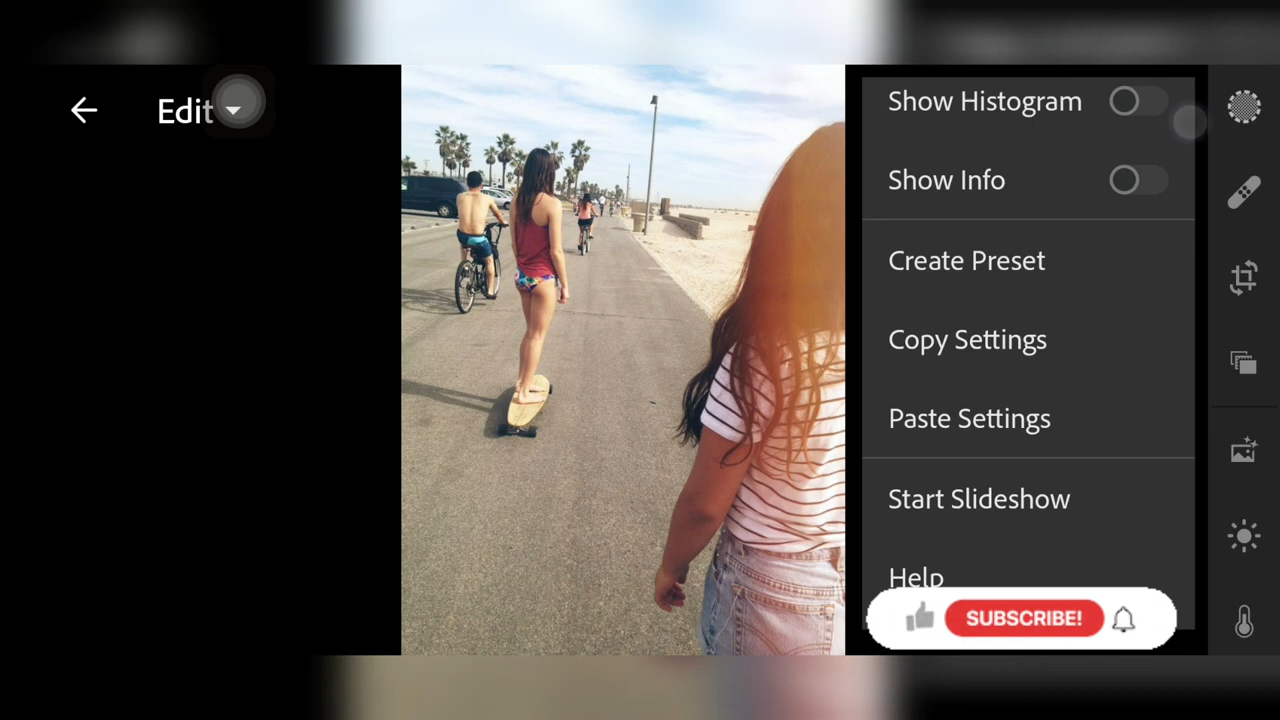 Edit
Show Histogram
Show Info
Create Preset
Copy Settings
Paste Settings
Start Slideshow
Help
SUBSCRIBE!